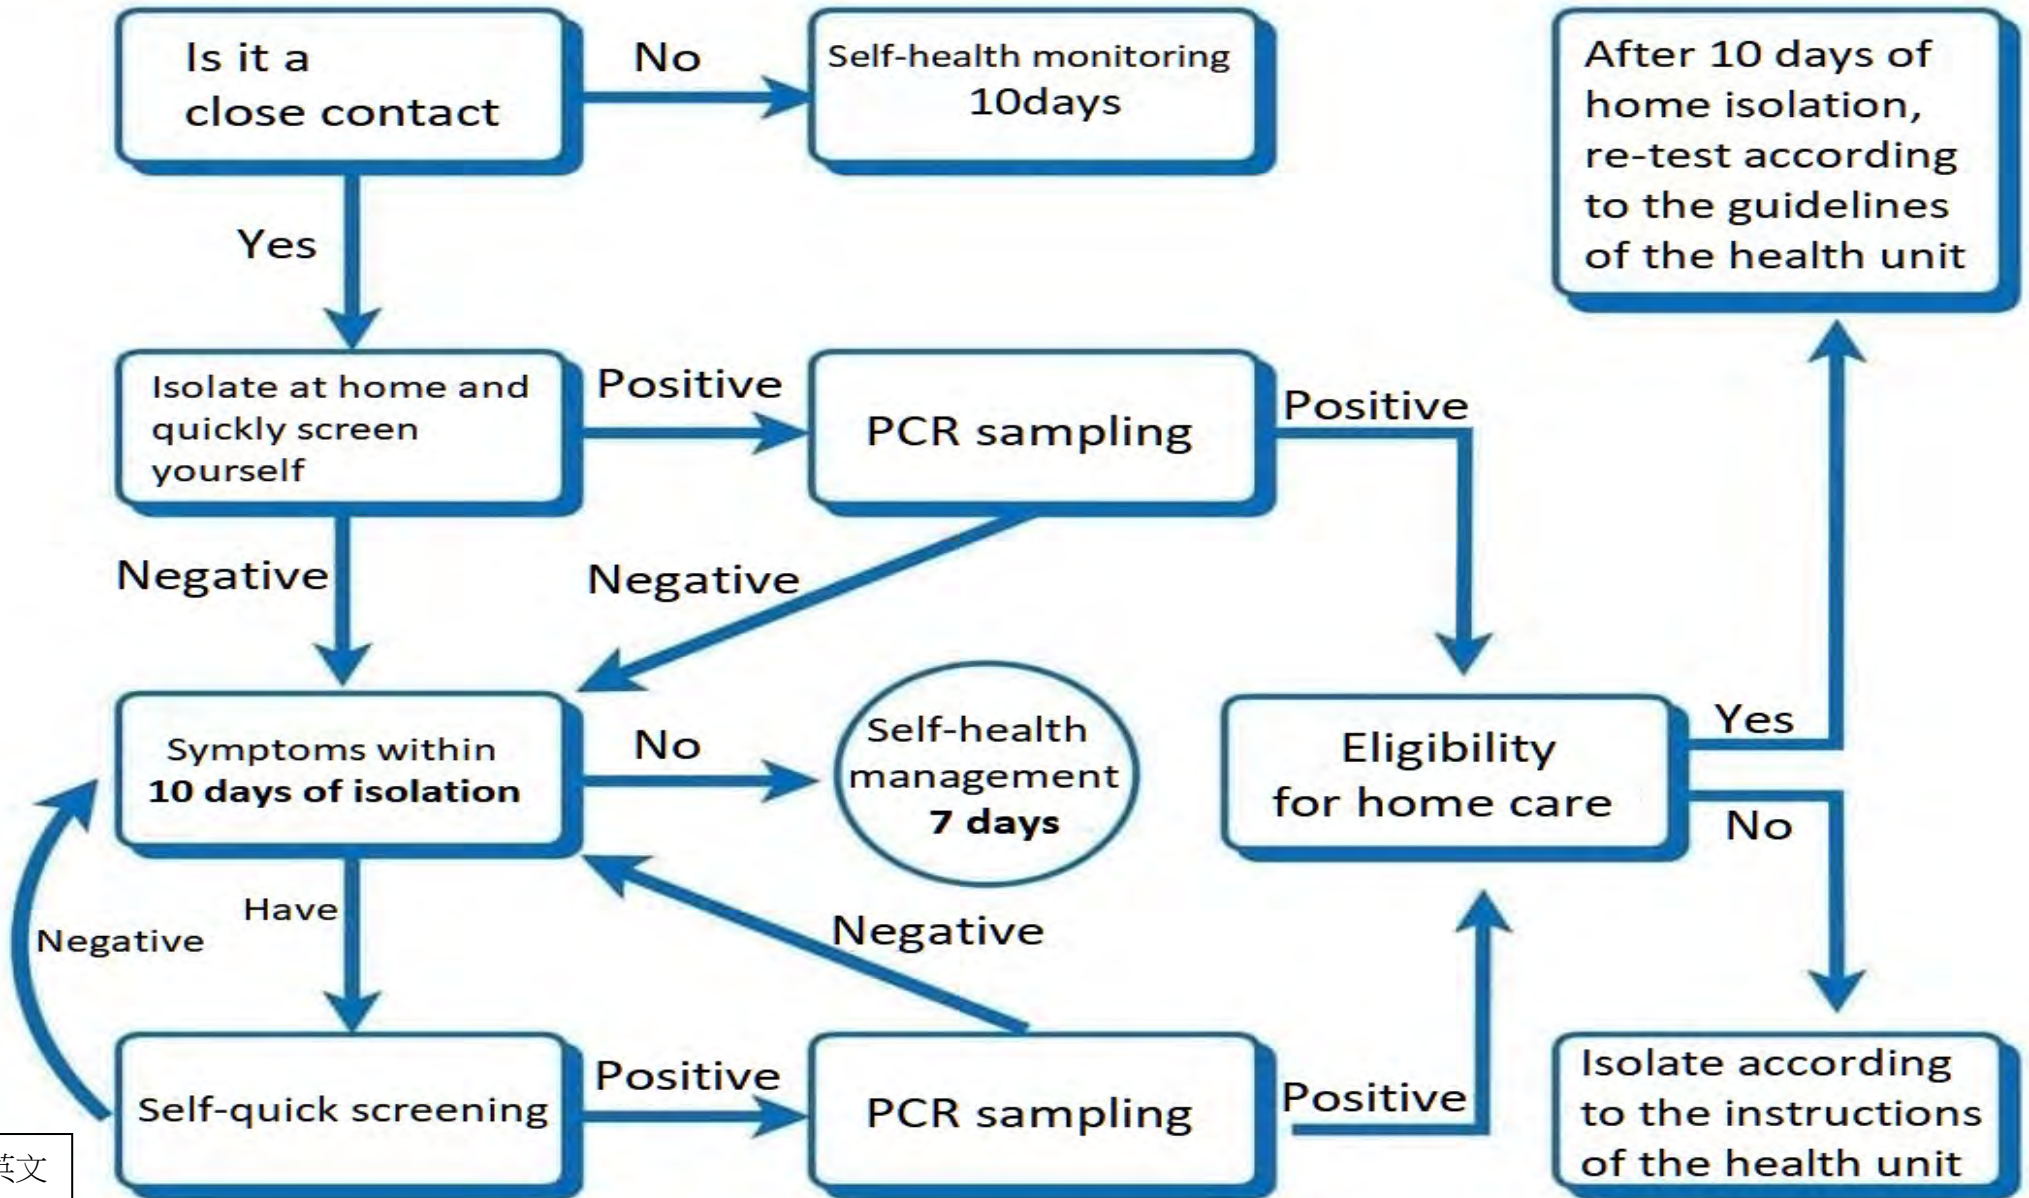 Is it a
close contact
No
Self-health monitoring
10days
After 10 days of
home isolation,
re-test according
to the guidelines
of the health unit
Yes
Isolate at home and
quickly screen
yourself
Positive
PCR sampling
Positive
Negative
Negative
Symptoms within
10 days of isolation
No
Self-health
management
7 days
Eligibility
for home care
Yes
No
Have
Negative
Negative
Self-quick screening
Positive
PCR sampling
Positive
Isolate according
to the instructions
of the health unit
英文